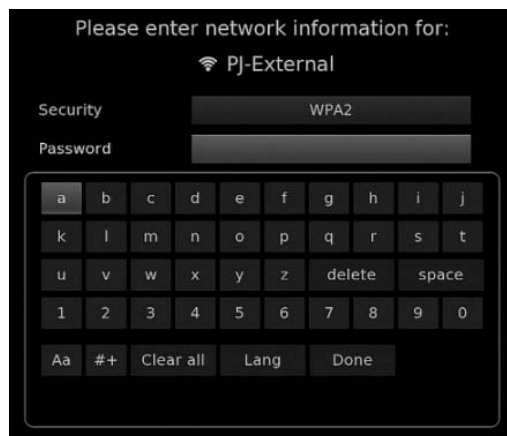 Please enter network information for:
PJ-External
Security WPA2
Password
a b c d e f g h i j
k l m n o p q r s t
u v w x y z delete space
1 2 3 4 5 6 7 8 9 0
Aa #+ Clear all Lang Done